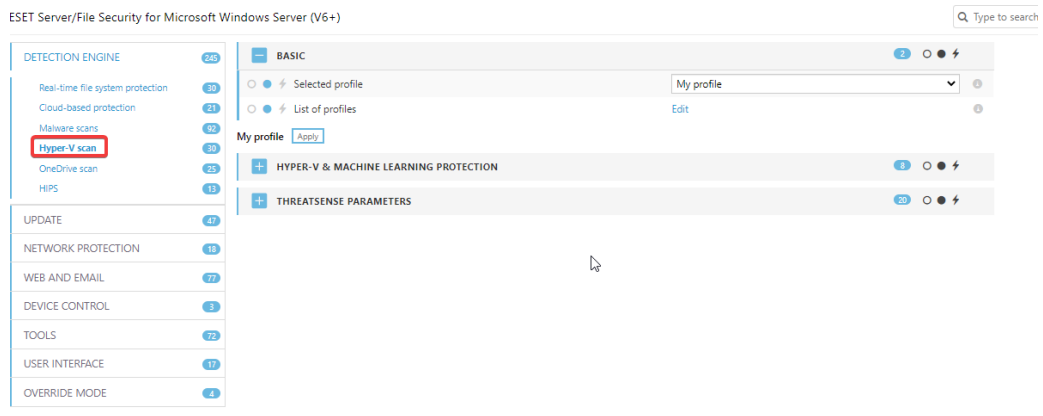 ESET Server/File Security for Microsoft Windows Server (V6+)
Type to search
DETECTION ENGINE 245
Real-time file system protection 30
Cloud-based protection 21
Malware scans 92
Hyper-V scan 30
OneDrive scan 25
HIPS 13
UPDATE 47
NETWORK PROTECTION 18
WEB AND EMAIL 77
DEVICE CONTROL 3
TOOLS 72
USER INTERFACE 17
OVERRIDE MODE 4
BASIC 2
Selected profile My profile
List of profiles Edit
My profile Apply
HYPER-V & MACHINE LEARNING PROTECTION 8
THREATSENSE PARAMETERS 20